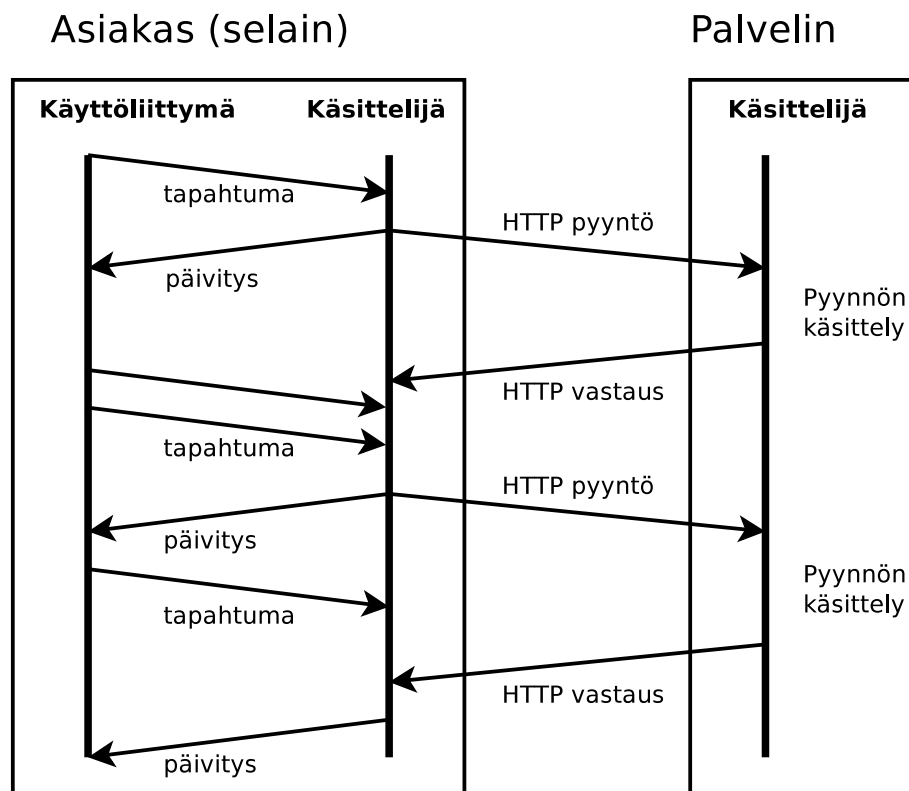 Asiakas (selain)
Palvelin
Käyttöliittymä
Käsittelijä
Käsittelijä
tapahtuma
HTTP pyyntö
päivitys
Pyynnön
käsittely
HTTP vastaus
tapahtuma
HTTP pyyntö
päivitys
Pyynnön
käsittely
tapahtuma
HTTP vastaus
päivitys